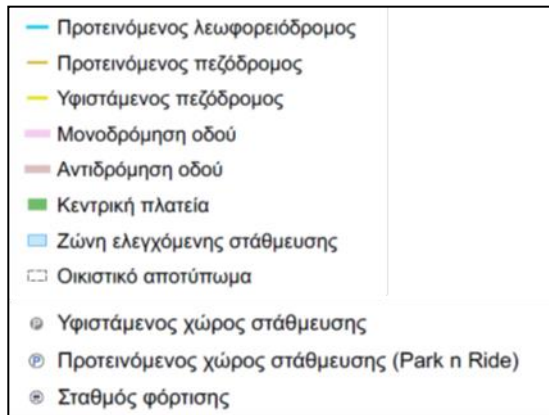 Προτεινόμενος λεωφορειόδρομος
Προτεινόμενος πεζόδρομος
Υφιστάμενος πεζόδρομος
Μονοδρόμηση οδού
Αντιδρόμηση οδού
Κεντρική πλατεία
Ζώνη ελεγχόμενης στάθμευσης
Οικιστικό αποτύπωμα
Υφιστάμενος χώρος στάθμευσης
P Προτεινόμενος χώρος στάθμευσης (Park n Ride)
Σταθμός φόρτισης